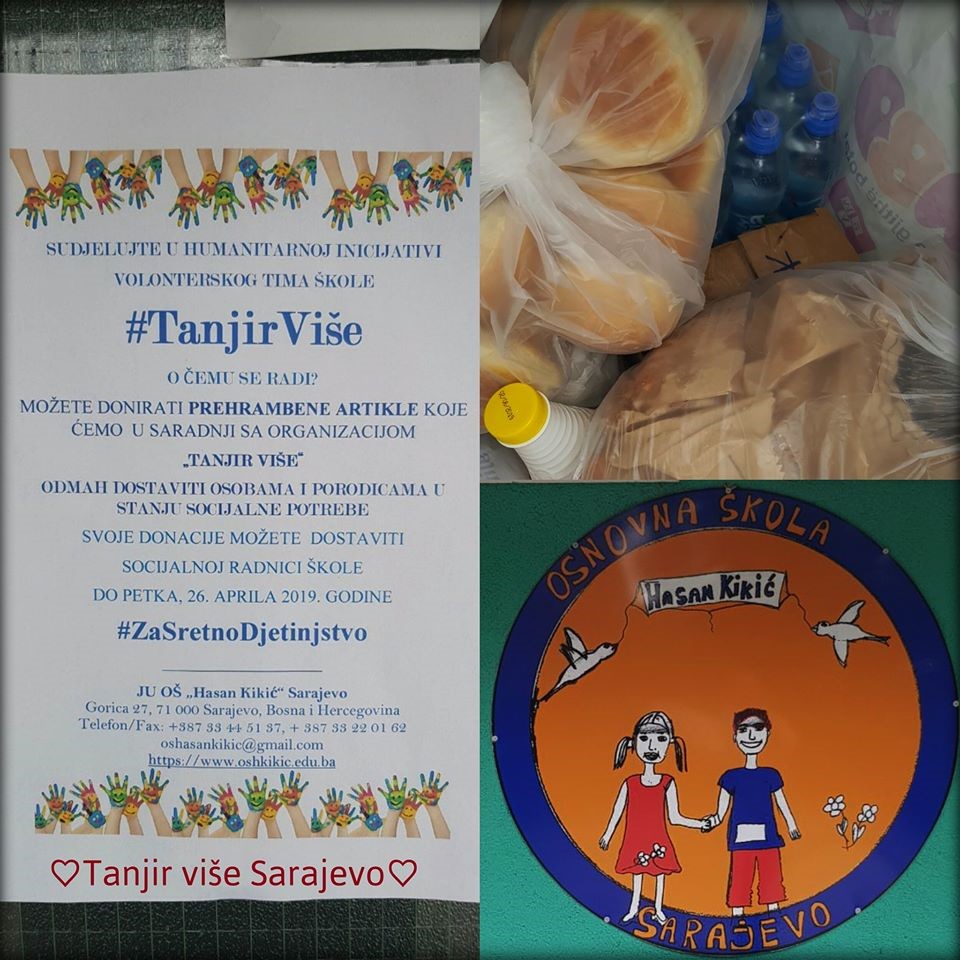 SUDJELUJTE U HUMANITARNOJ INICIJATIVI
VOLONTERSKOG TIMA ŠKOLE
#TanjirViše
O ČEMU SE RADI?
MOŽETE DONIRATI PREHRAMBENE ARTIKLE KOJE
ĆEMO U SARADNJI SA ORGANIZACIJOM
„TANJIR VIŠE“
ODMAH DOSTAVITI OSOBAMA I PORODICAMA U
STANJU SOCIJALNE POTREBE
SVOJE DONACIJE MOŽETE DOSTAVITI
SOCIJALNOJ RADNICI ŠKOLE
DO PETKA, 26. APRILA 2019. GODINE
#ZaSretnoDjetinjstvo
JU OŠ „Hasan Kikić“ Sarajevo
Gorica 27, 71 000 Sarajevo, Bosna i Hercegovina
Telefon/Fax: +387 33 44 51 37, + 387 33 22 01 62
oshasankikic@gmail.com
https://www.oshkikic.edu.ba
♡Tanjir više Sarajevo♡
OSNOVNA ŠKOLA
HASAN KIKIĆ
SARAJEVO